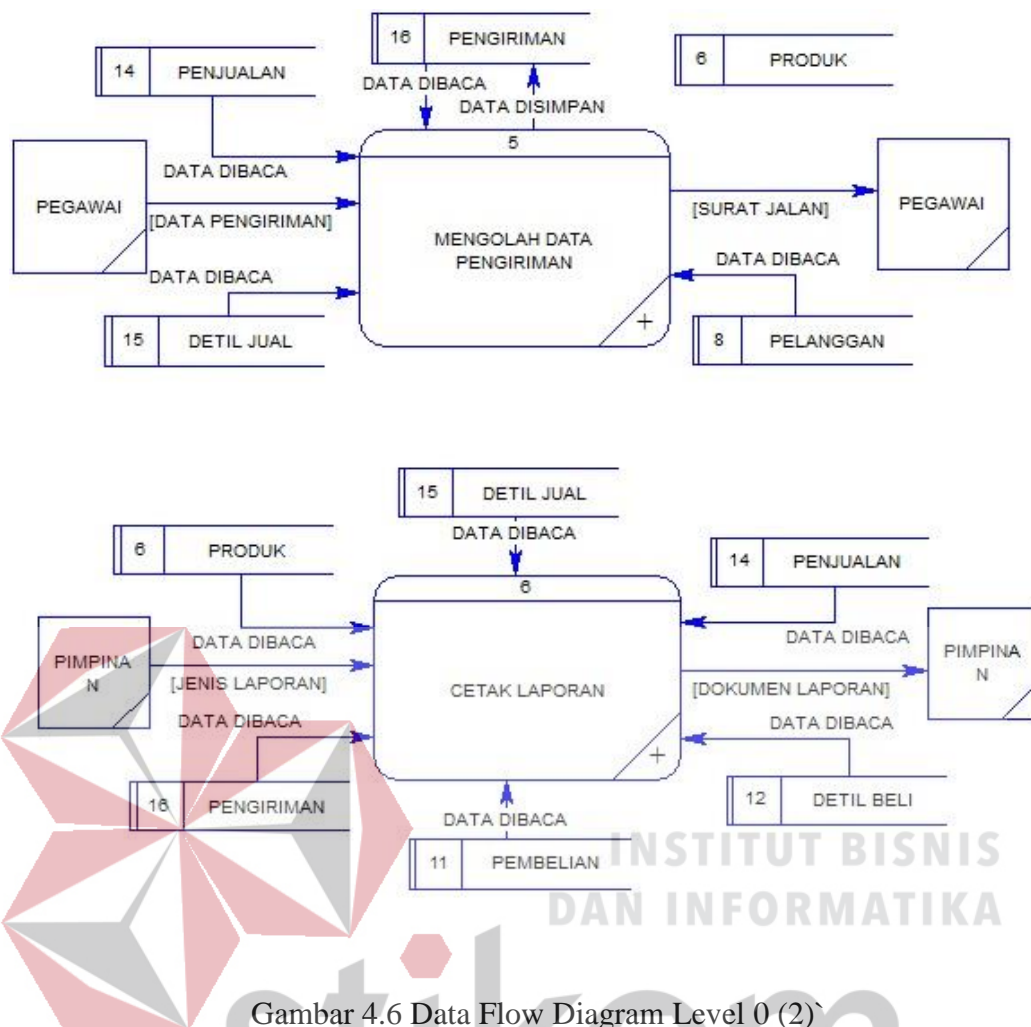 16 PENGIRIMAN
14 PENJUALAN
6 PRODUK
DATA DIBACA
DATA DISIMPAN
5
DATA DIBACA
PEGAWAI
[DATA PENGIRIMAN]
MENGOLAH DATA
PENGIRIMAN
[SURAT JALAN]
PEGAWAI
DATA DIBACA
DATA DIBACA
+
15 DETIL JUAL
8 PELANGGAN
15 DETIL JUAL
DATA DIBACA
6 PRODUK
14 PENJUALAN
6
DATA DIBACA
DATA DIBACA
PIMPINA
N
[JENIS LAPORAN]
CETAK LAPORAN
[DOKUMEN LAPORAN]
PIMPINA
N
DATA DIBACA
DATA DIBACA
+
16 PENGIRIMAN
12 DETIL BELI
DATA DIBACA
11 PEMBELIAN
INSTITUT BISNIS
DAN INFORMATIKA
stikom
Gambar 4.6 Data Flow Diagram Level 0 (2)`